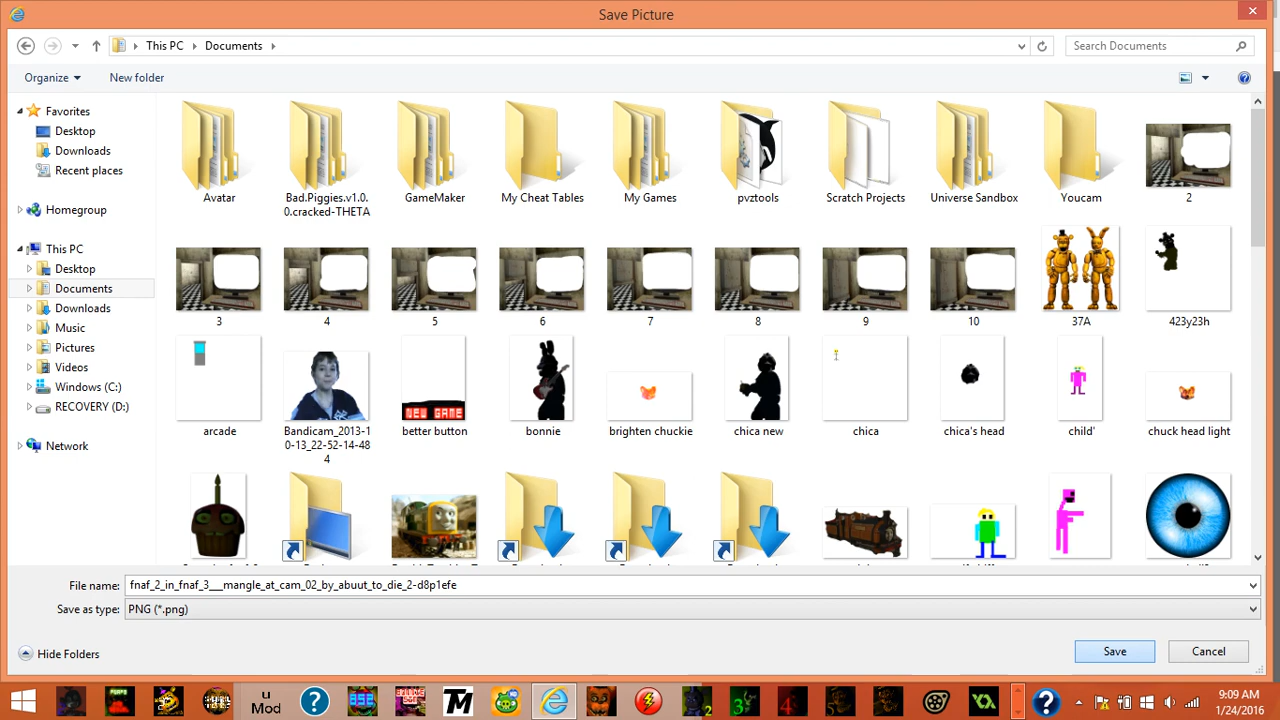 Save Picture
This PC
Documents
Search Documents
Organize
New folder
Favorites
Desktop
Downloads
Recent places
Homegroup
This PC
Desktop
Documents
Downloads
Music
Pictures
Videos
Windows (C:)
RECOVERY (D:)
Network
Avatar
Bad.Piggies.v1.0.
0.cracked-THETA
GameMaker
My Cheat Tables
My Games
pvztools
Scratch Projects
Universe Sandbox
Youcam
2
3
4
5
6
7
8
9
10
37A
423y23h
arcade
Bandicam_2013-1
0-13_22-52-14-48
4
NEW GAME
better button
bonnie
brighten chuckie
chica new
chica
chica's head
child'
chuck head light
File name:
fnaf_2_in_fnaf_3___mangle_at_cam_02_by_abuut_to_die_2-d8p1efe
Save as type:
PNG (*.png)
Hide Folders
Save
Cancel
u
Mod
9:09 AM
1/24/2016